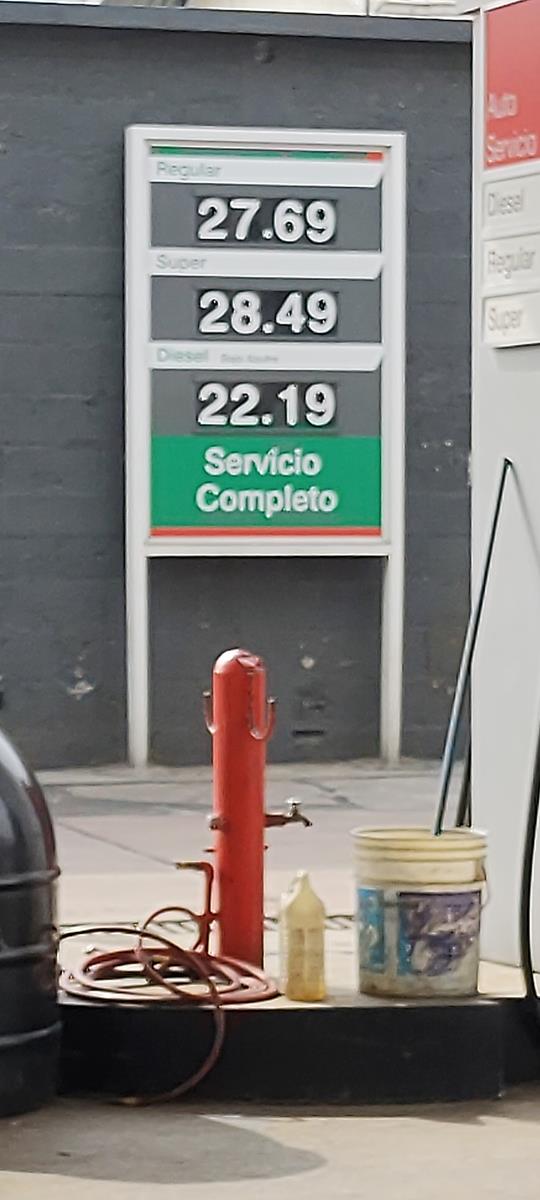 Regular
27.69
Super
28.49
Diesel
22.19
Servicio
Completo
Auto
Servicio
Diesel
Regular
Super